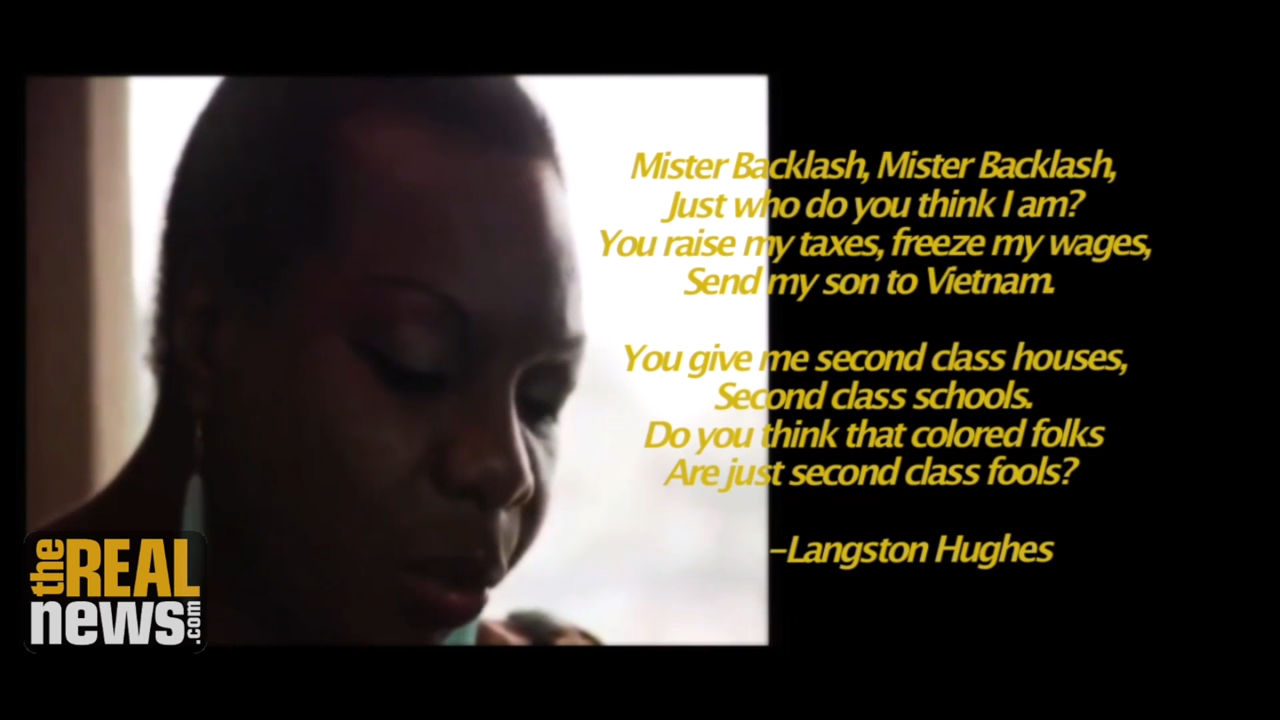 Mister Backlash, Mister Backlash,
Just who do you think I am?
You raise my taxes, freeze my wages,
Send my son to Vietnam.
You give me second class houses,
Second class schools.
Do you think that colored folks
Are just second class fools?
–Langston Hughes
the REAL
news.com